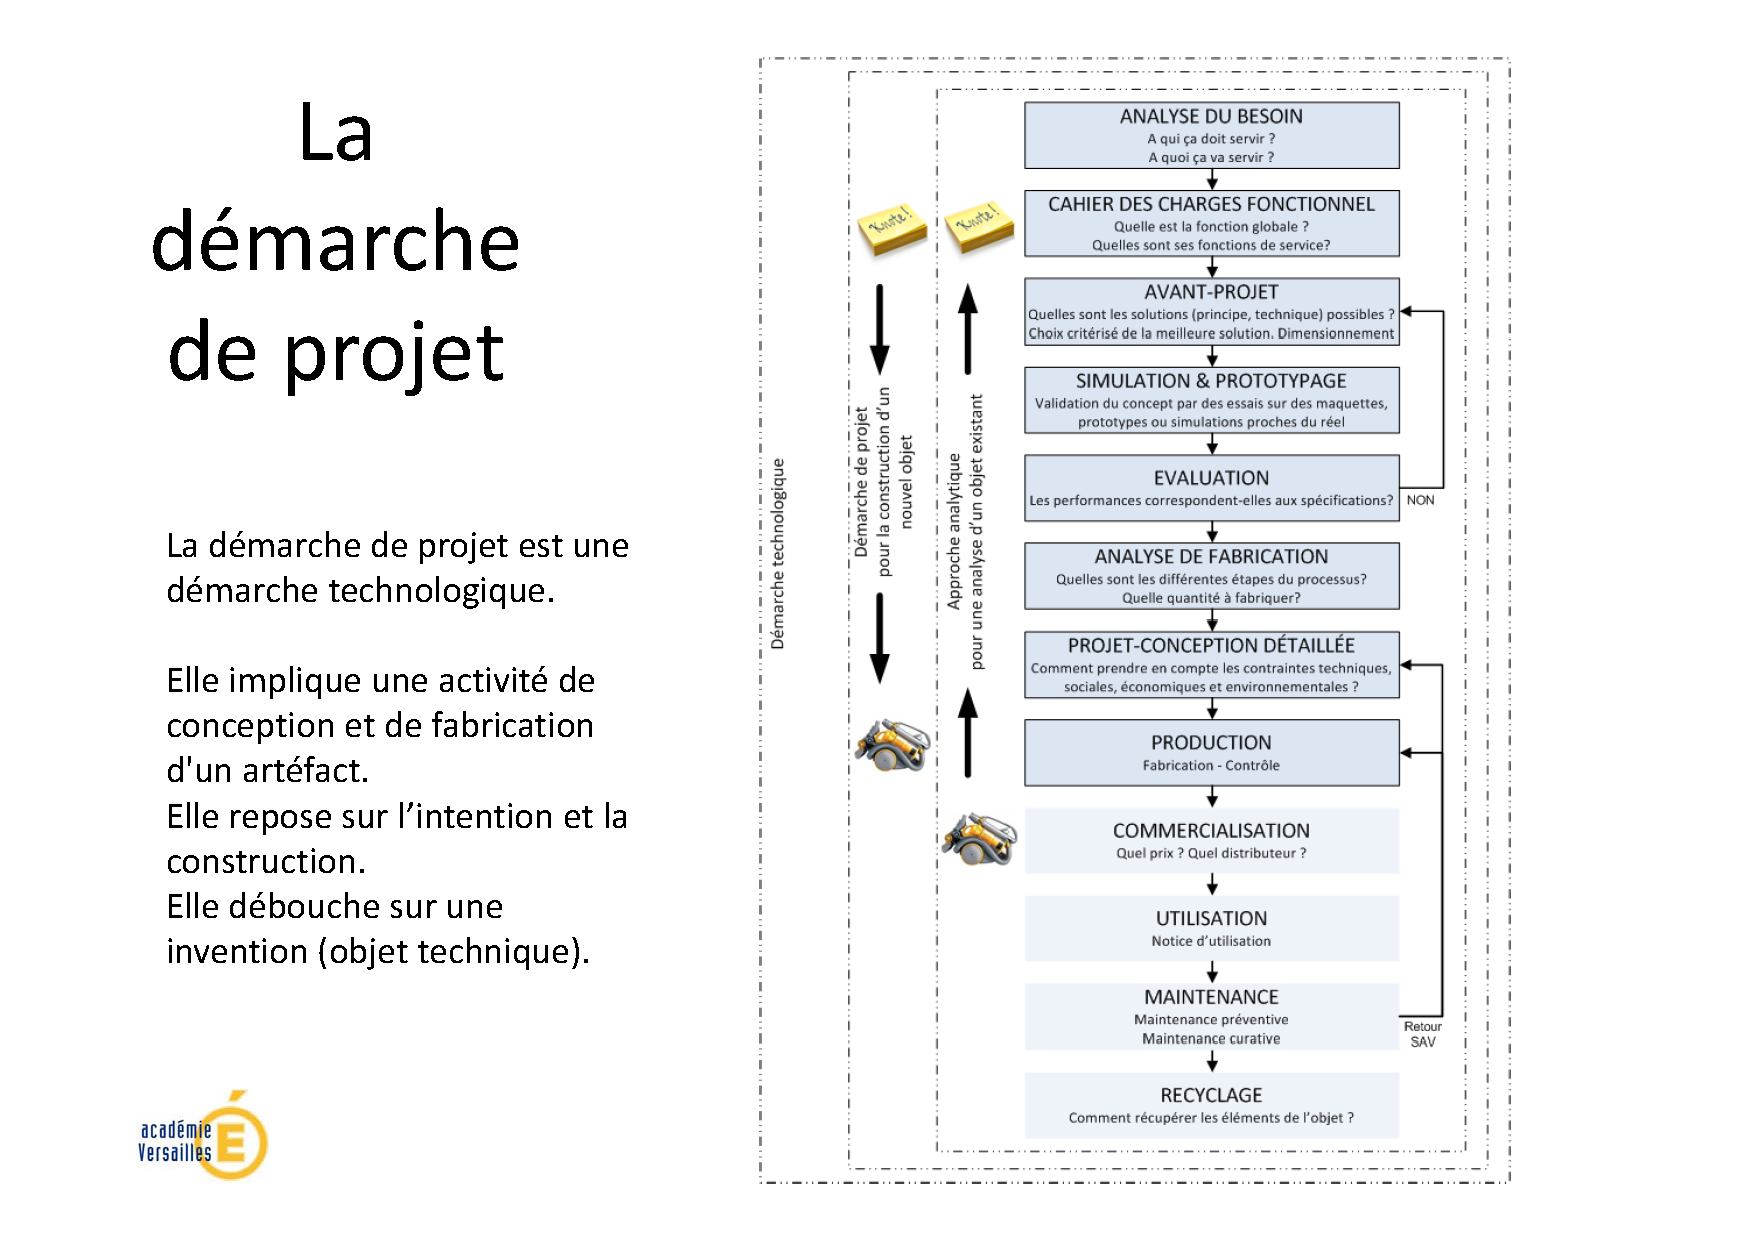 La
démarche
de projet
La démarche de projet est une
démarche technologique.
Elle implique une activité de
conception et de fabrication
d'un artéfact.
Elle repose sur l’intention et la
construction.
Elle débouche sur une
invention (objet technique).
académie
Versailles
É
Démarche technologique
Knote!
Démarche de projet
pour la construction d’un
nouvel objet
Knote!
Approche analytique
pour une analyse d’un objet existant
ANALYSE DU BESOIN
A qui ça doit servir ?
A quoi ça va servir ?
CAHIER DES CHARGES FONCTIONNEL
Quelle est la fonction globale ?
Quelles sont ses fonctions de service?
AVANT-PROJET
Quelles sont les solutions (principe, technique) possibles ?
Choix critérisé de la meilleure solution. Dimensionnement
SIMULATION & PROTOTYPAGE
Validation du concept par des essais sur des maquettes,
prototypes ou simulations proches du réel
EVALUATION
Les performances correspondent-elles aux spécifications?
NON
ANALYSE DE FABRICATION
Quelles sont les différentes étapes du processus?
Quelle quantité à fabriquer?
PROJET-CONCEPTION DÉTAILLÉE
Comment prendre en compte les contraintes techniques,
sociales, économiques et environnementales ?
PRODUCTION
Fabrication - Contrôle
COMMERCIALISATION
Quel prix ? Quel distributeur ?
UTILISATION
Notice d’utilisation
MAINTENANCE
Maintenance préventive
Maintenance curative
Retour
SAV
RECYCLAGE
Comment récupérer les éléments de l’objet ?